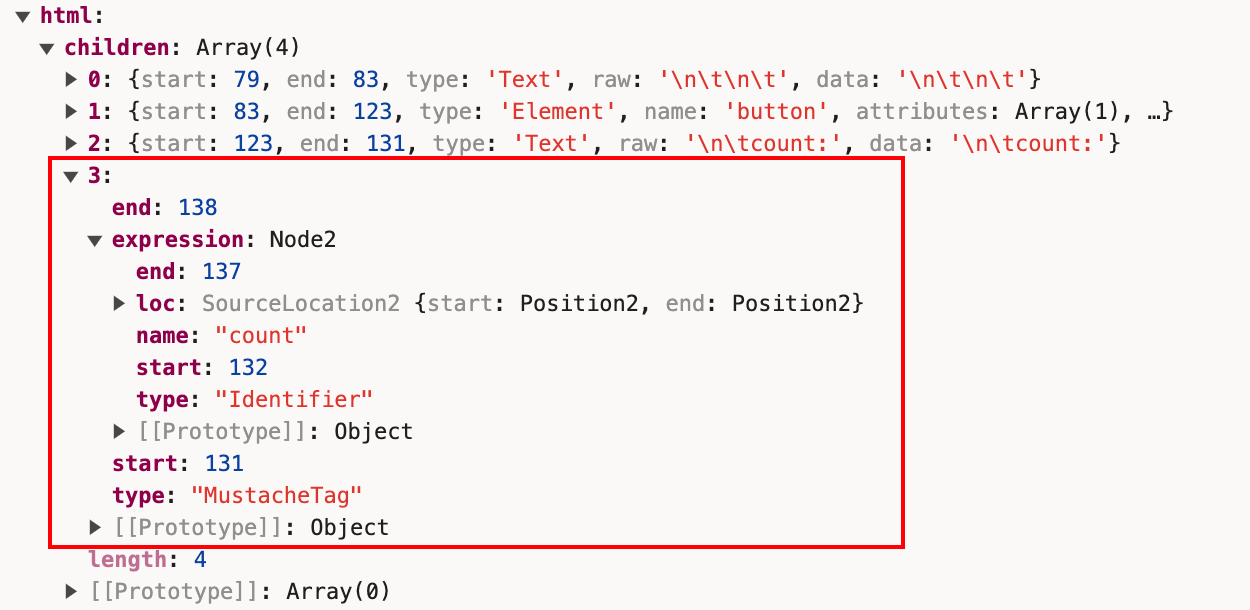 html:
children: Array(4)
0: {start: 79, end: 83, type: 'Text', raw: '\n\t\n\t', data: '\n\t\n\t'}
1: {start: 83, end: 123, type: 'Element', name: 'button', attributes: Array(1), …}
2: {start: 123, end: 131, type: 'Text', raw: '\n\tcount:', data: '\n\tcount:'}
3:
end: 138
expression: Node2
end: 137
loc: SourceLocation2 {start: Position2, end: Position2}
name: "count"
start: 132
type: "Identifier"
[[Prototype]]: Object
start: 131
type: "MustacheTag"
[[Prototype]]: Object
length: 4
[[Prototype]]: Array(0)